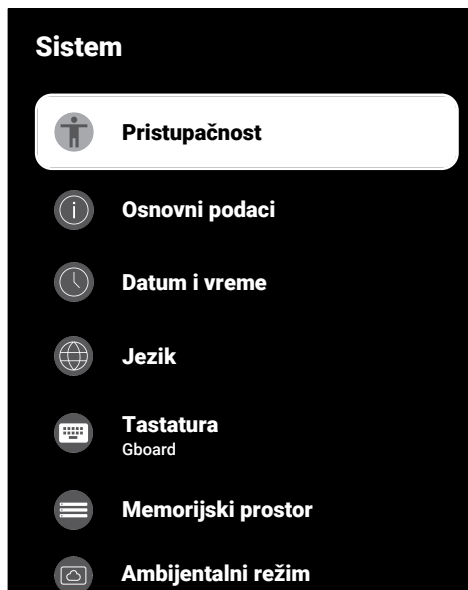 Sistem
Pristupačnost
Osnovni podaci
Datum i vreme
Jezik
Tastatura
Gboard
Memorijski prostor
Ambijentalni režim